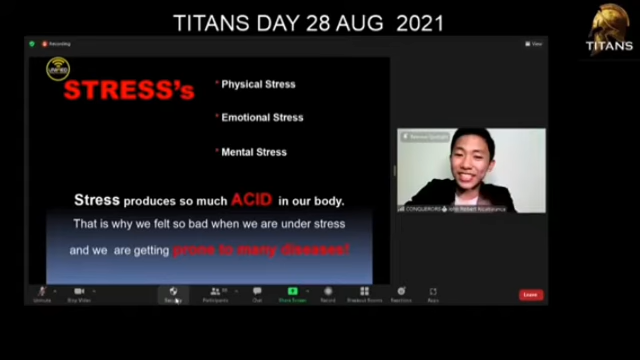 TITANS DAY 28 AUG 2021
TITANS
Recording
View
STRESS's
* Physical Stress
* Emotional Stress
* Mental Stress
Stress produces so much ACID in our body.
That is why we felt so bad when we are under stress
and we are getting prone to many diseases!
Unmute
Stop Video
Security
Participants
Chat
Share Screen
Record
Breakout Rooms
Reactions
Apps
Leave